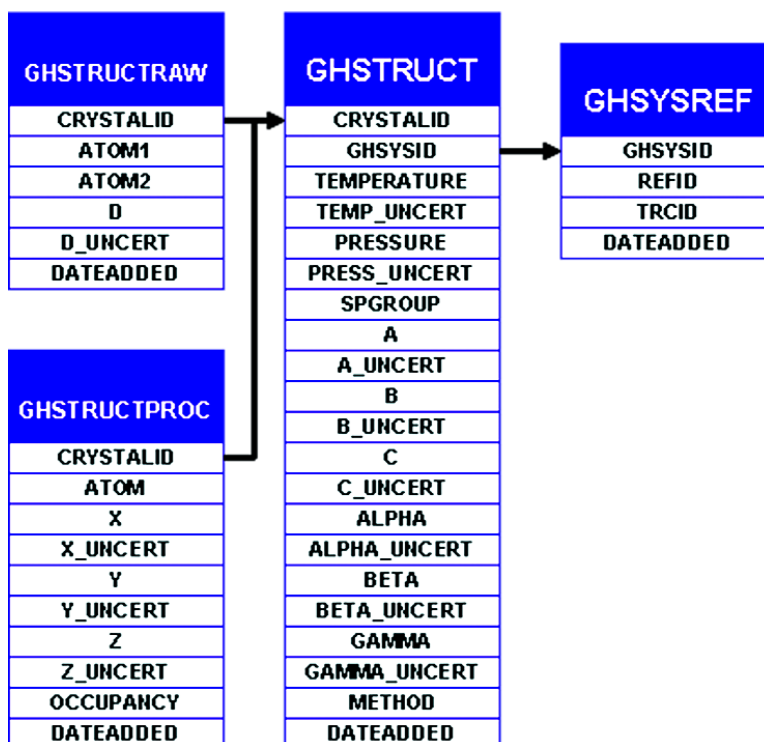 GHSTRUCTRAW
CRYSTALID
ATOM1
ATOM2
D
D_UNCERT
DATEADDED
GHSTRUCTPROC
CRYSTALID
ATOM
X
X_UNCERT
Y
Y_UNCERT
Z
Z_UNCERT
OCCUPANCY
DATEADDED
GHSTRUCT
CRYSTALID
GHSYSID
TEMPERATURE
TEMP_UNCERT
PRESSURE
PRESS_UNCERT
SPGROUP
A
A_UNCERT
B
B_UNCERT
C
C_UNCERT
ALPHA
ALPHA_UNCERT
BETA
BETA_UNCERT
GAMMA
GAMMA_UNCERT
METHOD
DATEADDED
GHSYSREF
GHSYSID
REFID
TRCID
DATEADDED